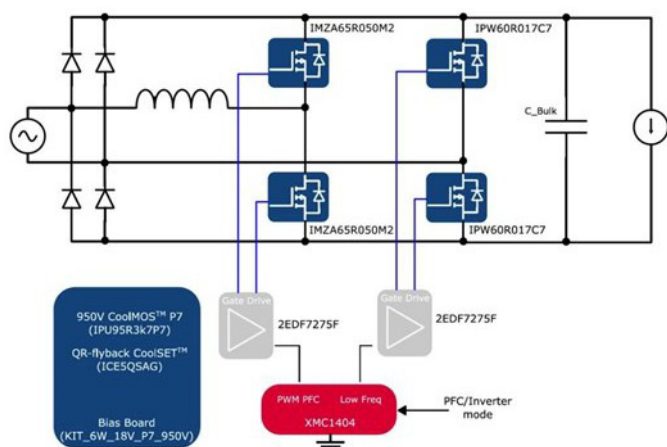 IMZA65R050M2
IPW60R017C7
C_Bulk
IMZA65R050M2
IPW60R017C7
Gate Drive
2EDF7275F
Gate Drive
2EDF7275F
950V CoolMOS™ P7
(IPU95R3k7P7)
QR-flyback CoolSET™
(ICE5QSAG)
Bias Board
(KIT_6W_18V_P7_950V)
PWM PFC
Low Freq
XMC1404
PFC/Inverter
mode